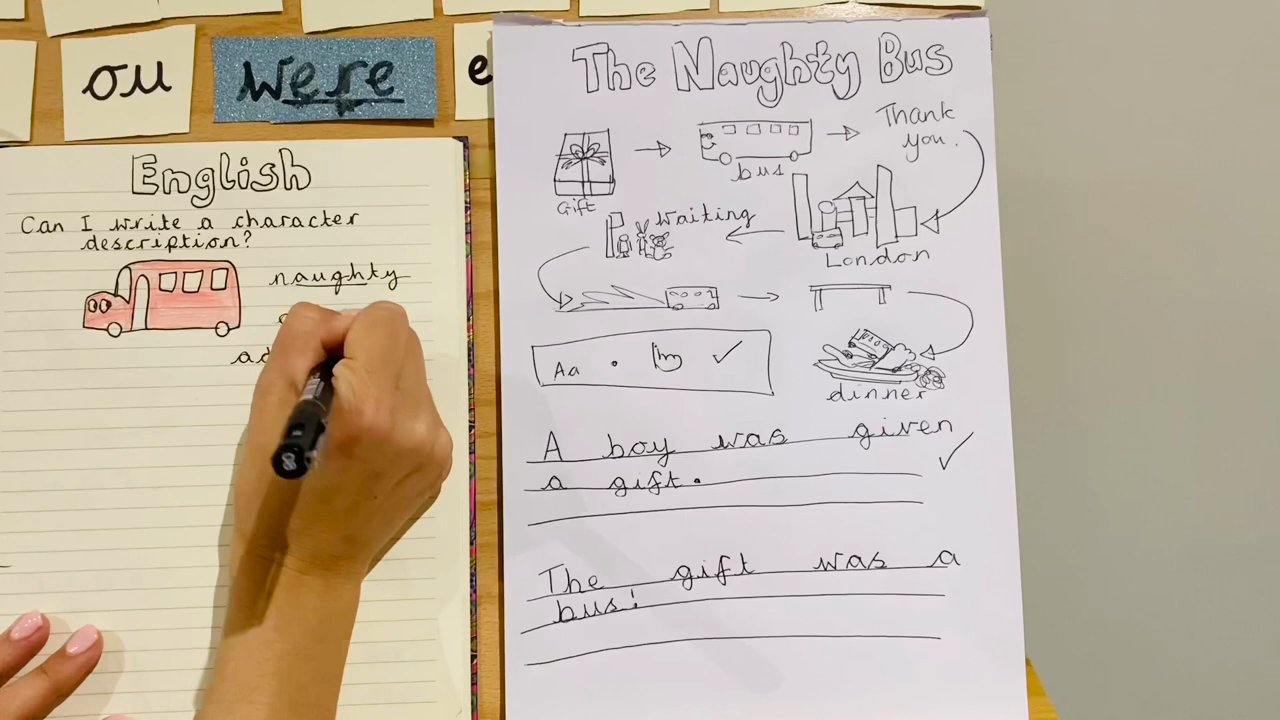 ou
were
e
English
Can I write a character
description?
naughty
The Naughty Bus
Thank
you.
bus
Gift
waiting
London
Aa .
dinner
A boy was given
a gift.
The gift was a
bus!